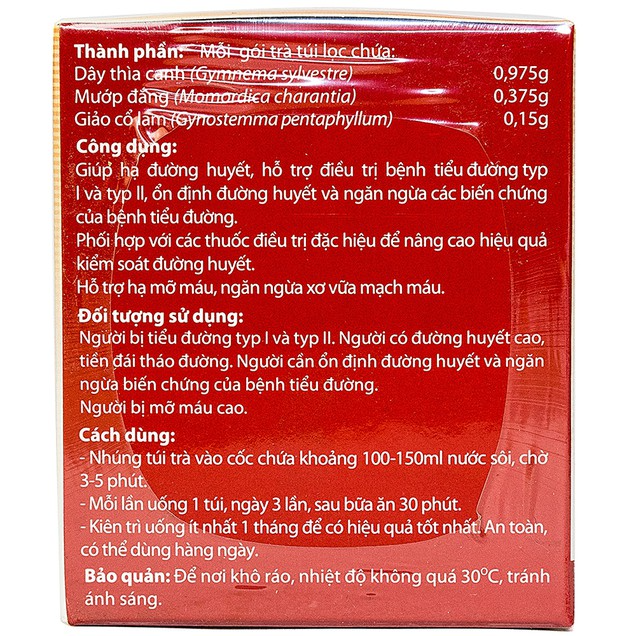 Thành phần: Mỗi gói trà túi lọc chứa:
Dây thìa canh (Gymnema sylvestre) 0,975g
Mướp đắng (Momordica charantia) 0,375g
Giảo cổ lam (Gynostemma pentaphyllum) 0,15g
Công dụng:
Giúp hạ đường huyết, hỗ trợ điều trị bệnh tiểu đường typ
I và typ II, ổn định đường huyết và ngăn ngừa các biến chứng
của bệnh tiểu đường.
Phối hợp với các thuốc điều trị đặc hiệu để nâng cao hiệu quả
kiểm soát đường huyết.
Hỗ trợ hạ mỡ máu, ngăn ngừa xơ vữa mạch máu.
Đối tượng sử dụng:
Người bị tiểu đường typ I và typ II. Người có đường huyết cao,
tiền đái tháo đường. Người cần ổn định đường huyết và ngăn
ngừa biến chứng của bệnh tiểu đường.
Người bị mỡ máu cao.
Cách dùng:
- Nhúng túi trà vào cốc chứa khoảng 100-150ml nước sôi, chờ
3-5 phút.
- Mỗi lần uống 1 túi, ngày 3 lần, sau bữa ăn 30 phút.
- Kiên trì uống ít nhất 1 tháng để có hiệu quả tốt nhất. An toàn,
có thể dùng hàng ngày.
Bảo quản: Để nơi khô ráo, nhiệt độ không quá 30°C, tránh
ánh sáng.